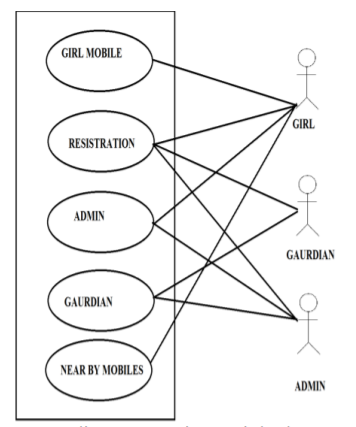 GIRL MOBILE
RESISTRATION
ADMIN
GAURDIAN
NEAR BY MOBILES
GIRL
GAURDIAN
ADMIN